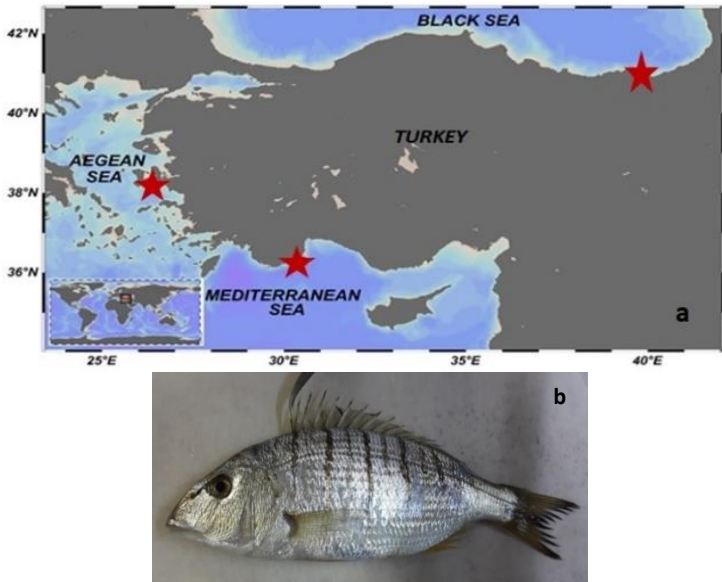 BLACK SEA
42°N
40°N
TURKEY
AEGEAN
SEA
38°N
36°N
MEDITERRANEAN
SEA
a
25°E
30°E
35°E
40°E
b